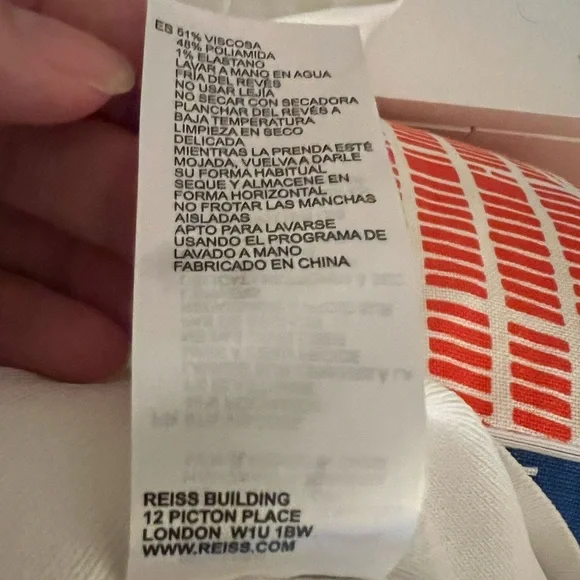 ES 51% VISCOSA
48% POLIAMIDA
1% ELASTANO
LAVAR A MANO EN AGUA
FRÍA DEL REVÉS
NO USAR LEJÍA
NO SECAR CON SECADORA
PLANCHAR DEL REVÉS A
BAJA TEMPERATURA
LIMPIEZA EN SECO
DELICADA
MIENTRAS LA PRENDA ESTÉ
MOJADA, VUELVA A DARLE
SU FORMA HABITUAL
SEQUE Y ALMACENE EN
FORMA HORIZONTAL
NO FROTAR LAS MANCHAS
AISLADAS
APTO PARA LAVARSE
USANDO EL PROGRAMA DE
LAVADO A MANO
FABRICADO EN CHINA
REISS BUILDING
12 PICTON PLACE
LONDON W1U 1BW
WWW.REISS.COM